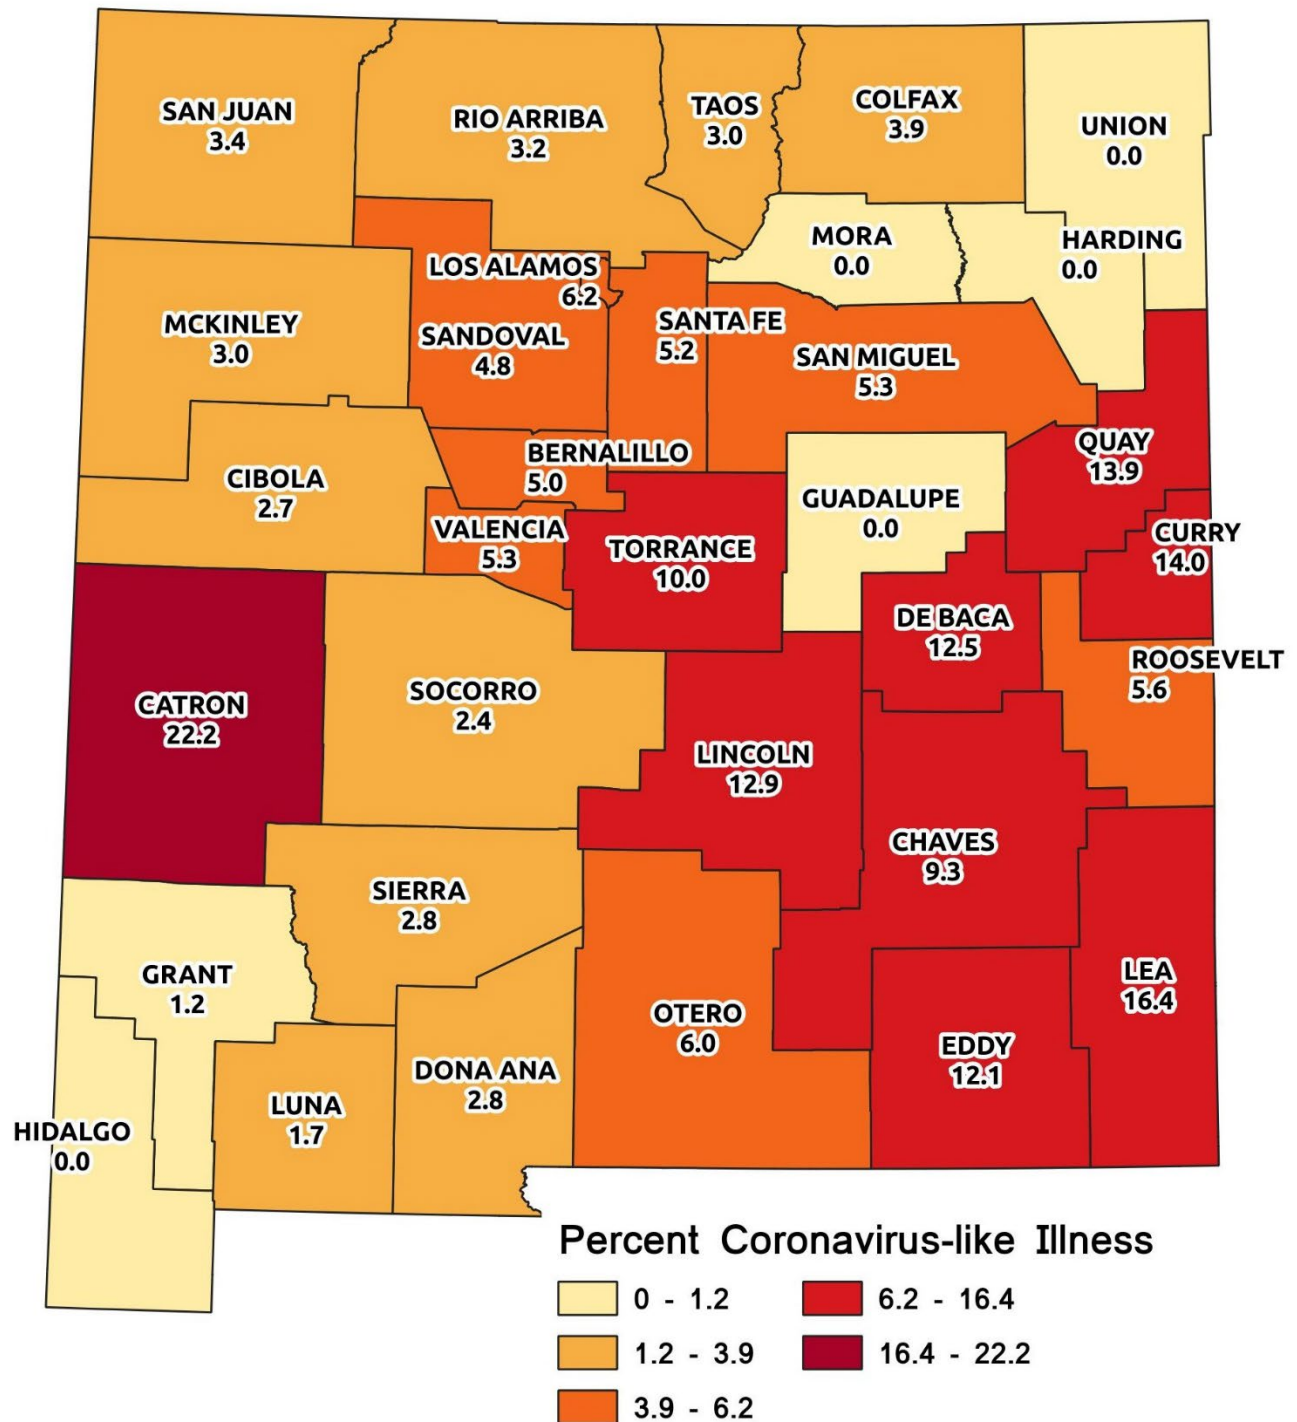 SAN JUAN
3.4
RIO ARRIBA
3.2
TAOS
3.0
COLFAX
3.9
UNION
0.0
MORA
0.0
HARDING
0.0
LOS ALAMOS
6.2
MCKINLEY
3.0
SANDOVAL
4.8
SANTA FE
5.2
SAN MIGUEL
5.3
QUAY
13.9
CIBOLA
2.7
BERNALILLO
5.0
GUADALUPE
0.0
VALENCIA
5.3
TORRANCE
10.0
CURRY
14.0
DE BACA
12.5
ROOSEVELT
5.6
CATRON
22.2
SOCORRO
2.4
LINCOLN
12.9
CHAVES
9.3
SIERRA
2.8
GRANT
1.2
LEA
16.4
OTERO
6.0
EDDY
12.1
DONA ANA
2.8
LUNA
1.7
HIDALGO
0.0
Percent Coronavirus-like Illness
0 - 1.2
1.2 - 3.9
3.9 - 6.2
6.2 - 16.4
16.4 - 22.2